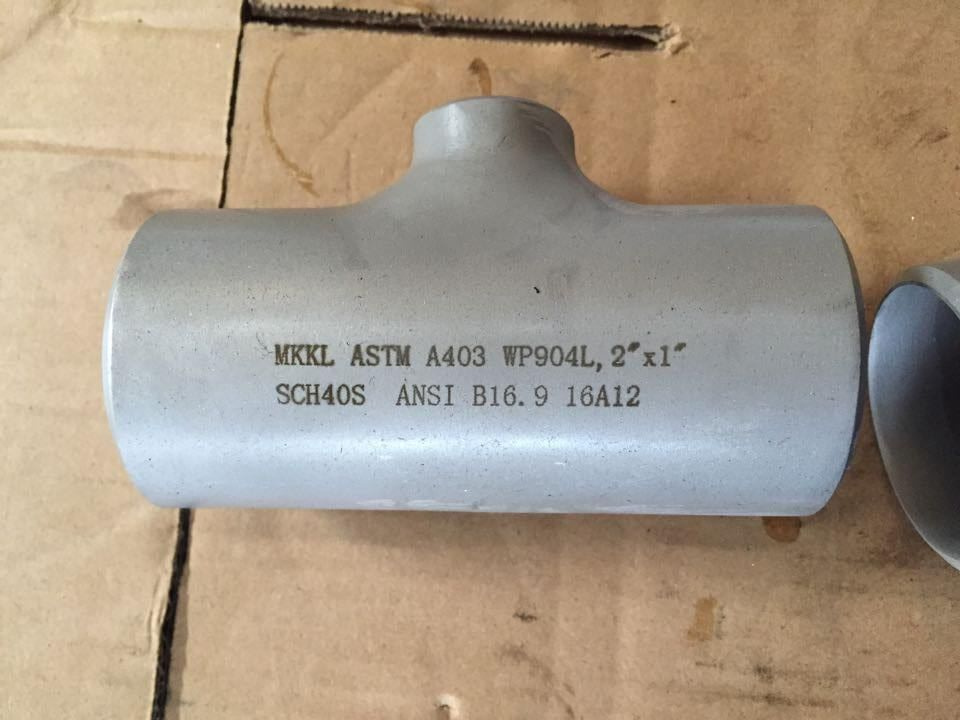 MKKL ASTM A403 WP904L, 2"x1"
SCH40S ANSI B16.9 16A12